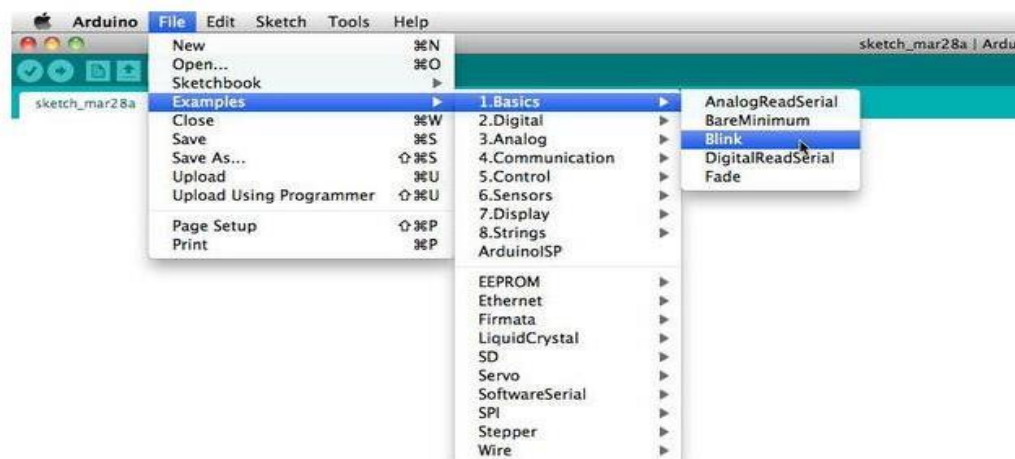 Arduino File Edit Sketch Tools Help
sketch_mar28a | Ardu
sketch_mar28a
New ⌘N
Open... ⌘O
Sketchbook
Examples
Close ⌘W
Save ⌘S
Save As... ⇧⌘S
Upload ⌘U
Upload Using Programmer ⇧⌘U
Page Setup ⇧⌘P
Print ⌘P
1.Basics
2.Digital
3.Analog
4.Communication
5.Control
6.Sensors
7.Display
8.Strings
ArduinoISP
EEPROM
Ethernet
Firmata
LiquidCrystal
SD
Servo
SoftwareSerial
SPI
Stepper
Wire
AnalogReadSerial
BareMinimum
Blink
DigitalReadSerial
Fade